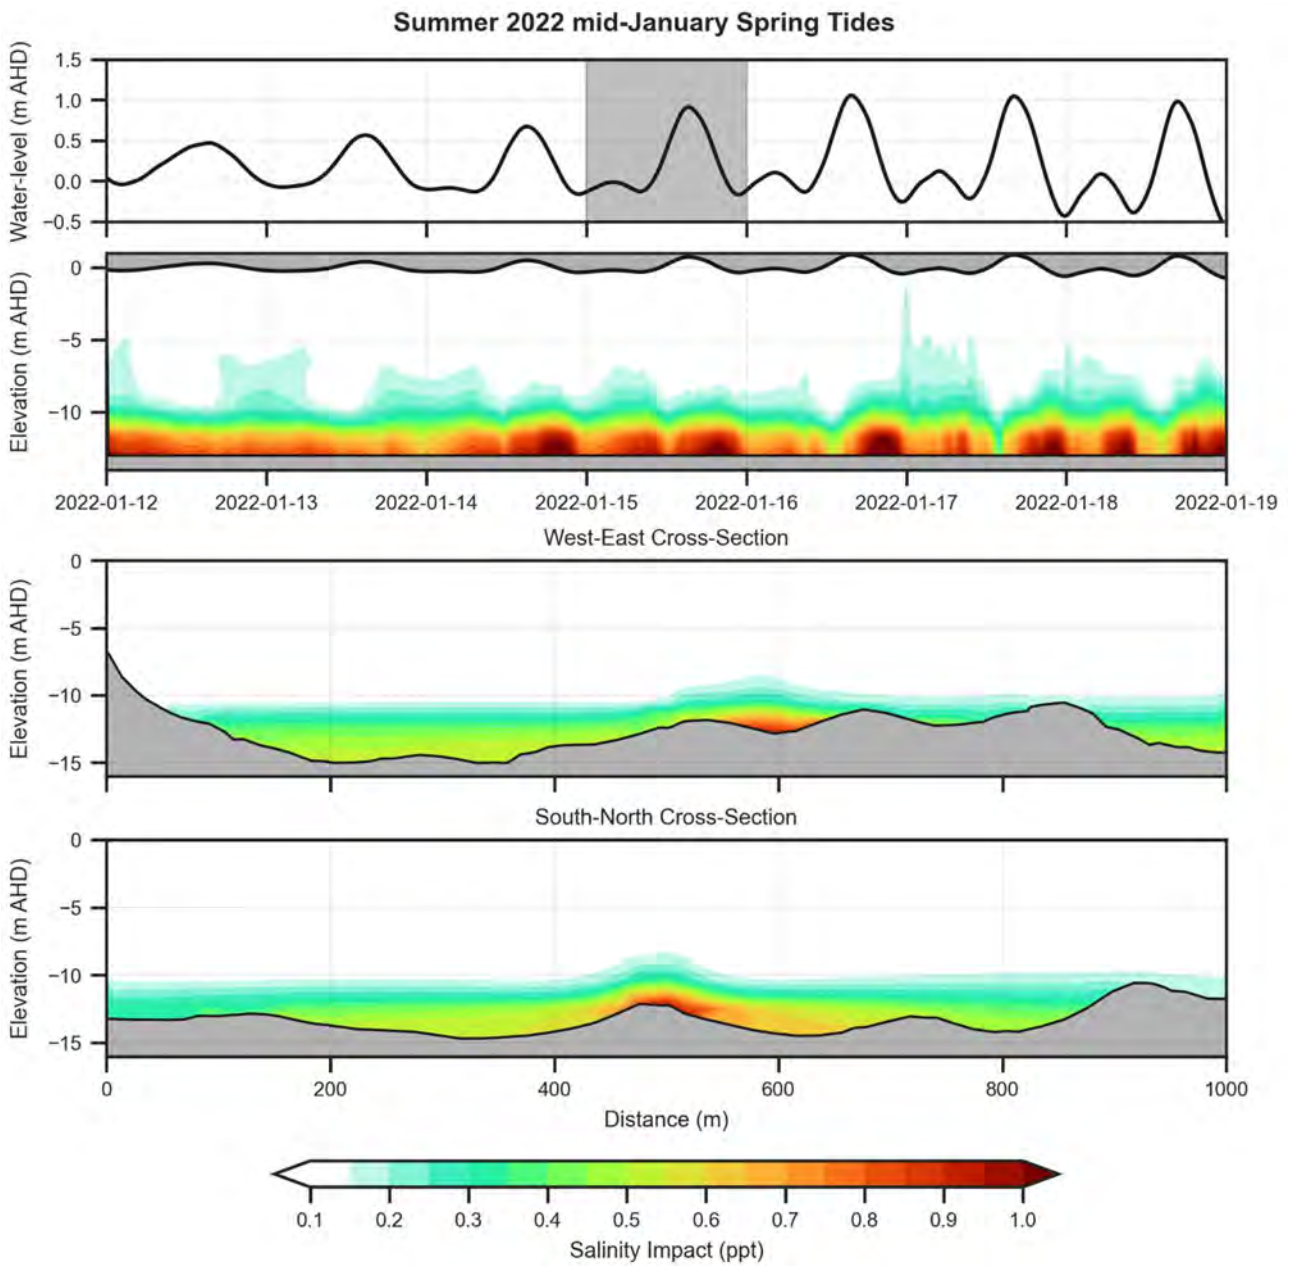 Summer 2022 mid-January Spring Tides
Water-level (m AHD)
1.5
1.0
0.5
0.0
−0.5
Elevation (m AHD)
0
−5
−10
2022-01-12 2022-01-13 2022-01-14 2022-01-15 2022-01-16 2022-01-17 2022-01-18 2022-01-19
West-East Cross-Section
Elevation (m AHD)
0
−5
−10
−15
South-North Cross-Section
Elevation (m AHD)
0
−5
−10
−15
0 200 400 600 800 1000
Distance (m)
0.1 0.2 0.3 0.4 0.5 0.6 0.7 0.8 0.9 1.0
Salinity Impact (ppt)